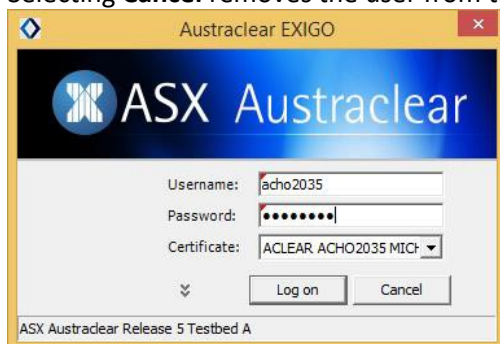 Selecting Cancel removes the user from t
Austraclear EXIGO
ASX Austraclear
Username: acho2035
Password: ••••••••
Certificate: ACLEAR ACHO2035 MICH
Log on Cancel
ASX Austraclear Release 5 Testbed A